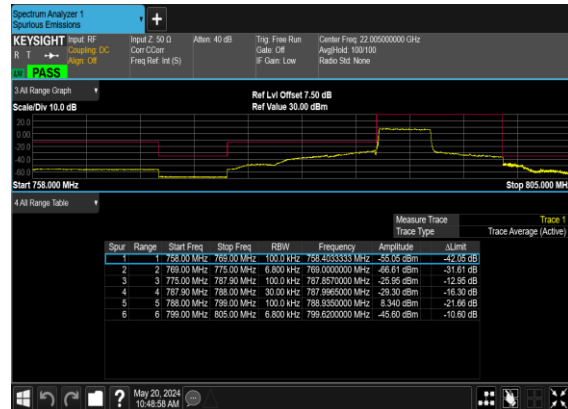 Spectrum Analyzer 1
Spurious Emissions
+
KEYSIGHT Input: RF Input Z: 50 Ω Atten: 40 dB Trig: Free Run Center Freq: 22.005000000 GHz
R T Coupling: DC Corr CCorr Gate: Off Avg|Hold: 100/100
Align: Off Freq Ref: Int (S) IF Gain: Low Radio Std: None
PASS
3 All Range Graph
Ref Lvl Offset 7.50 dB
Scale/Div 10.0 dB Ref Value 30.00 dBm
20.0
0.00
-20.0
-40.0
-60.0
Start 758.000 MHz Stop 805.000 MH
4 All Range Table
Measure Trace Trace 1
Trace Type Trace Average (Active)
Spur Range Start Freq Stop Freq RBW Frequency Amplitude ΔLimit
1 1 758.00 MHz 769.00 MHz 100.0 kHz 758.4033333 MHz -55.05 dBm -42.05 dB
2 2 769.00 MHz 775.00 MHz 6.800 kHz 769.0000000 MHz -66.61 dBm -31.61 dB
3 3 775.00 MHz 787.90 MHz 100.0 kHz 787.8570000 MHz -25.95 dBm -12.95 dB
4 4 787.90 MHz 788.00 MHz 30.00 kHz 787.9965000 MHz -29.30 dBm -16.30 dB
5 5 788.00 MHz 799.00 MHz 100.0 kHz 788.9350000 MHz 8.340 dBm -21.66 dB
6 6 799.00 MHz 805.00 MHz 6.800 kHz 799.6200000 MHz -45.60 dBm -10.60 dB
?
May 20, 2024
10:48:58 AM